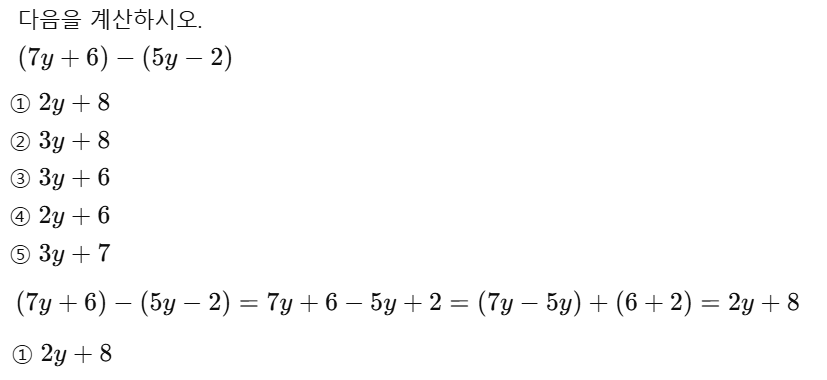 다음을 계산하시오.
(7y + 6) − (5y − 2)
① 2y + 8
② 3y + 8
③ 3y + 6
④ 2y + 6
⑤ 3y + 7
(7y + 6) − (5y − 2) = 7y + 6 − 5y + 2 = (7y − 5y) + (6 + 2) = 2y + 8
① 2y + 8